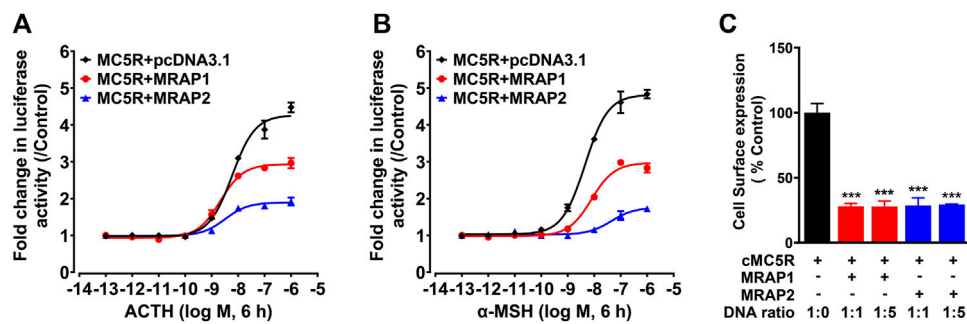 A
Fold change in luciferase
activity (/Control)
6
5
4
3
2
1
0
MC5R+pcDNA3.1
MC5R+MRAP1
MC5R+MRAP2
-14 -13 -12 -11 -10 -9 -8 -7 -6 -5
ACTH (log M, 6 h)
B
Fold change in luciferase
activity (/Control)
6
5
4
3
2
1
0
MC5R+pcDNA3.1
MC5R+MRAP1
MC5R+MRAP2
-14 -13 -12 -11 -10 -9 -8 -7 -6 -5
α-MSH (log M, 6 h)
C
Cell Surface expression
( % Control)
150
100
50
0
*** *** *** ***
cMC5R + + + + +
MRAP1 - + + - -
MRAP2 - - - + +
DNA ratio 1:0 1:1 1:5 1:1 1:5